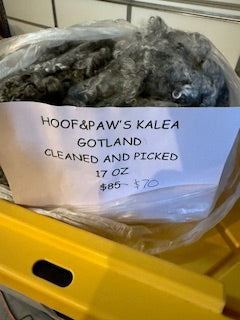 HOOF&PAW'S KALEA
GOTLAND
CLEANED AND PICKED
17 OZ
$85- $70